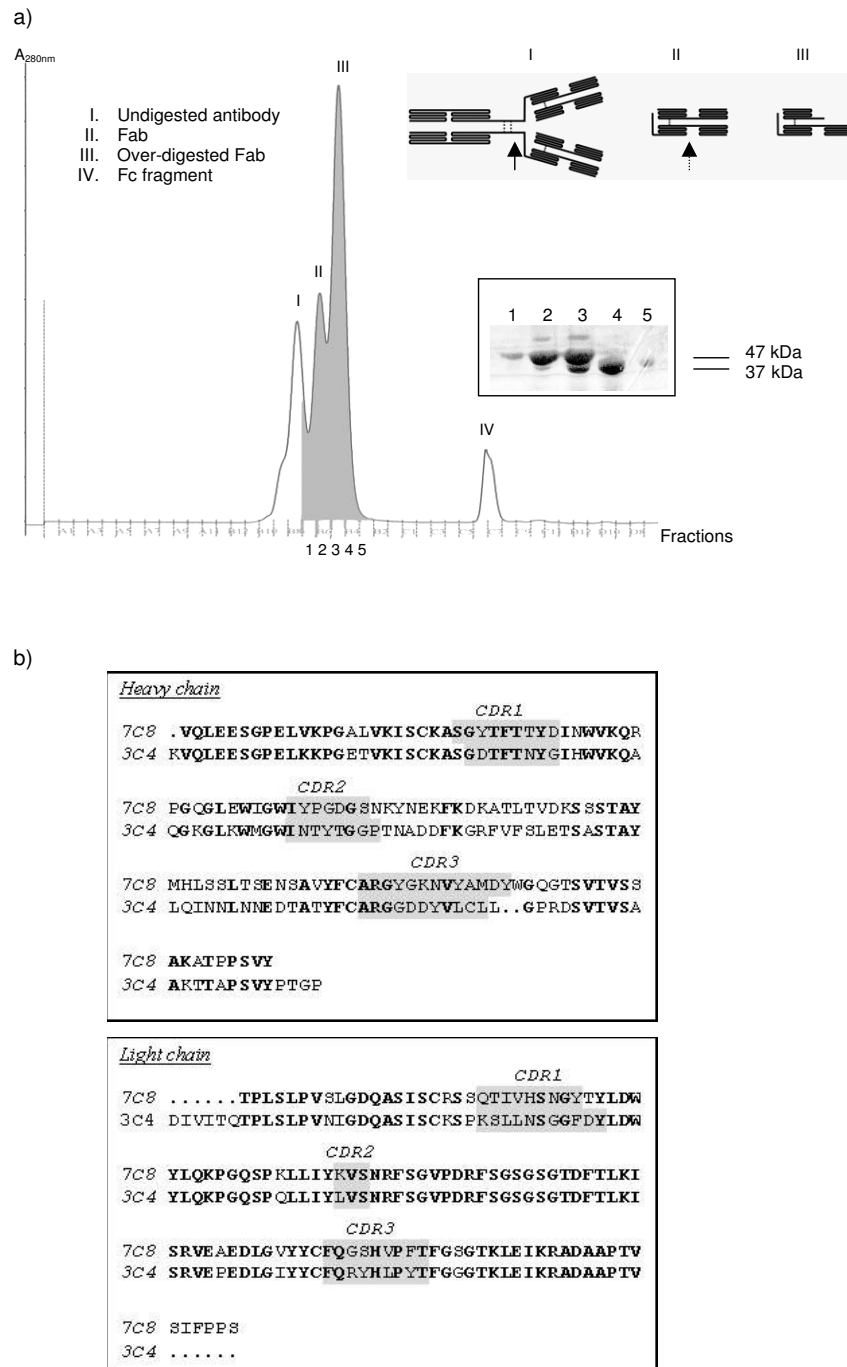 a)
A280nm
I II III
III
I. Undigested antibody
II. Fab
III. Over-digested Fab
IV. Fc fragment
II
I
1 2 3 4 5
47 kDa
37 kDa
IV
Fractions
1 2 3 4 5
b)
Heavy chain
CDR1
7C8 .VQLEESGPELVKPGALVKISCKASGYTFTTYDINWVKQR
3C4 KVQLEESGPELKKPGETVKISCKASGDTFTNYGIHWVKQA
CDR2
7C8 PGQGLEWIGWIYPGDGSNKYNEKFKDKATLTVDKSSSTAY
3C4 QGKGLKWMGWINTYTGGPTNADDFKGRFVFSLETSASTAY
CDR3
7C8 MHLSSLTSENSAVYFCARGYGKNVYAMDYWGQGTSVTVSS
3C4 LQINNLNNEDTATYFCARGGDDYVLCLL..GPRDSVTVSA
7C8 AKATPPSVY
3C4 AKTTAPSVYPTGP
Light chain
CDR1
7C8 ......TPLSLPVSLGDQASISCRSSQTIVHSNGYTYLDW
3C4 DIVITQTPLSLPVNIGDQASISCKSPKSLLNSGGFDYLDW
CDR2
7C8 YLQKPGQSPKLLIYKVSNRFSGVPDRFSGSGSGTDFTLKI
3C4 YLQKPGQSPQLLIYLVSNRFSGVPDRFSGSGSGTDFTLKI
CDR3
7C8 SRVEAEDLGVYYCFQGSHVPFTFGSGTKLEIKRADAAPTV
3C4 SRVEPEDLGIYYCFQRYHLPYTFGGGTKLEIKRADAAPTV
7C8 SIFPPS
3C4 ......